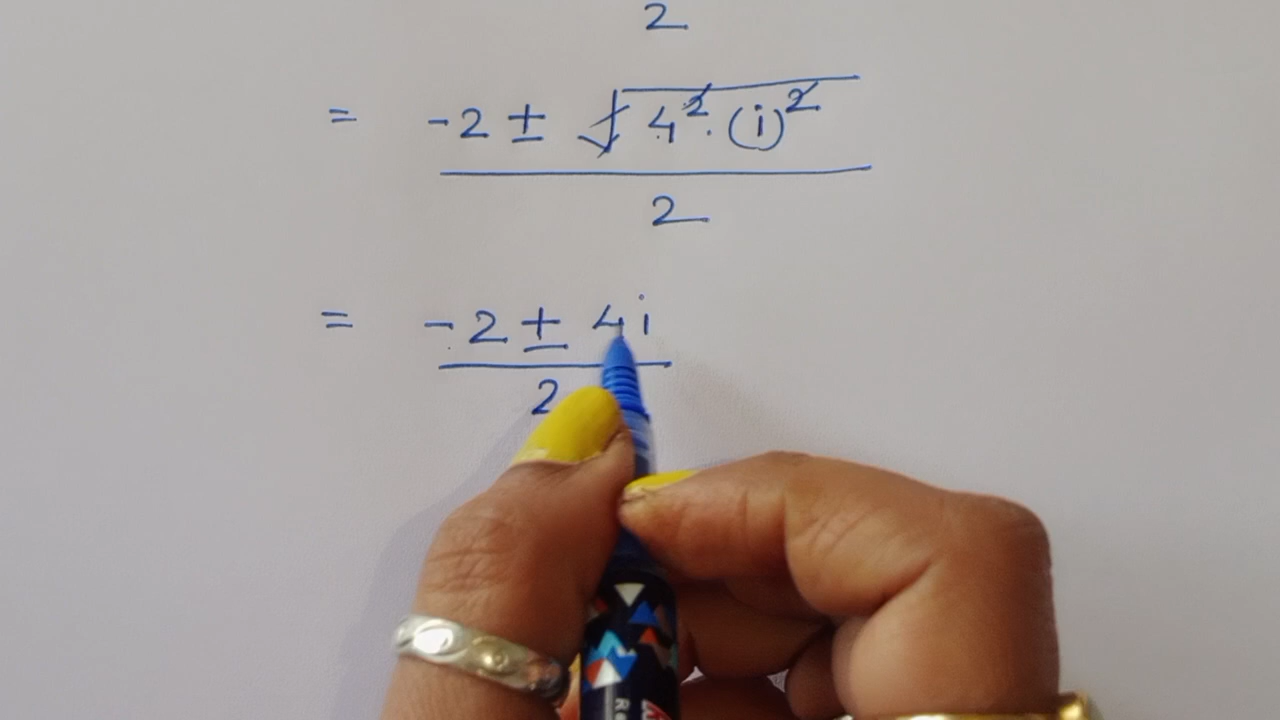 2
= -2 ± √4². (i)²
2
= -2 ± 4i
2